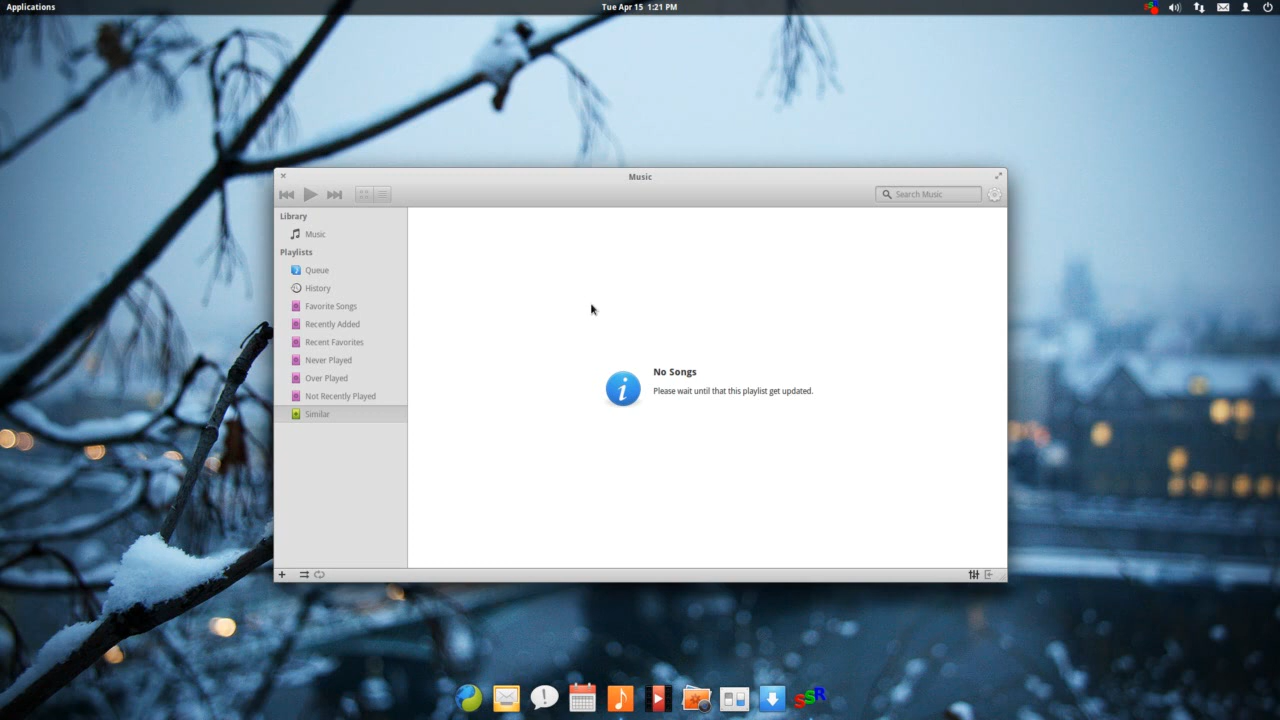 Applications
Tue Apr 15 1:21 PM
SSR
Music
Search Music
Library
Music
Playlists
Queue
History
Favorite Songs
Recently Added
Recent Favorites
Never Played
Over Played
Not Recently Played
Similar
No Songs
Please wait until that this playlist get updated.
SSR